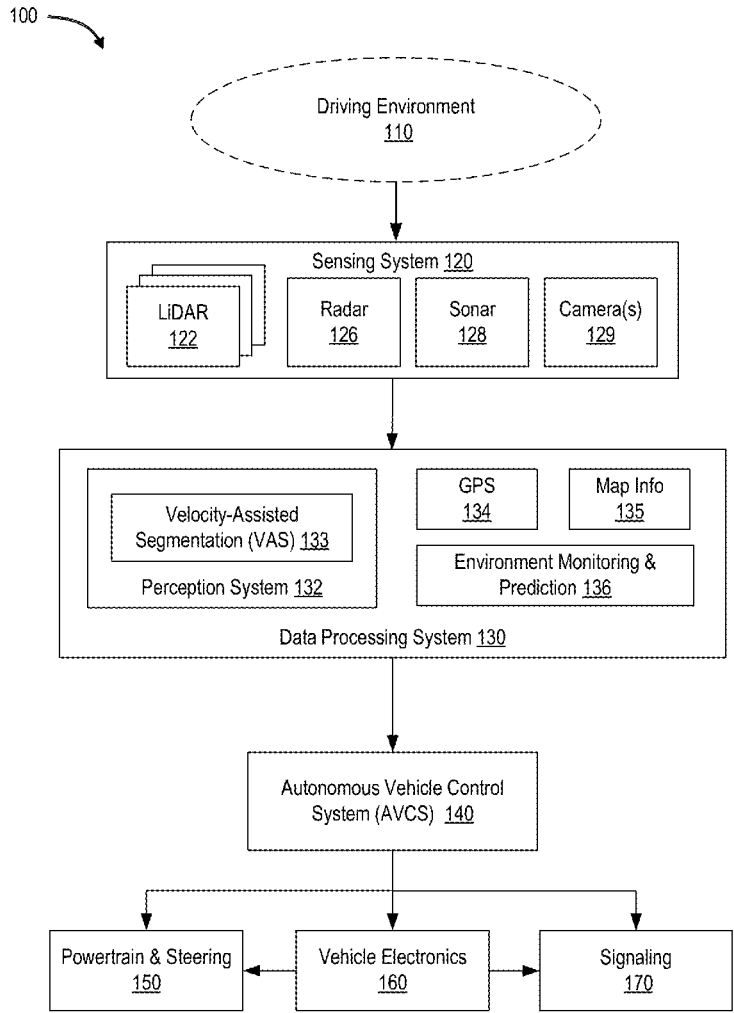 100
Driving Environment
110
Sensing System 120
LiDAR
122
Radar
126
Sonar
128
Camera(s)
129
Velocity-Assisted
Segmentation (VAS) 133
Perception System 132
GPS
134
Map Info
135
Environment Monitoring &
Prediction 136
Data Processing System 130
Autonomous Vehicle Control
System (AVCS) 140
Powertrain & Steering
150
Vehicle Electronics
160
Signaling
170